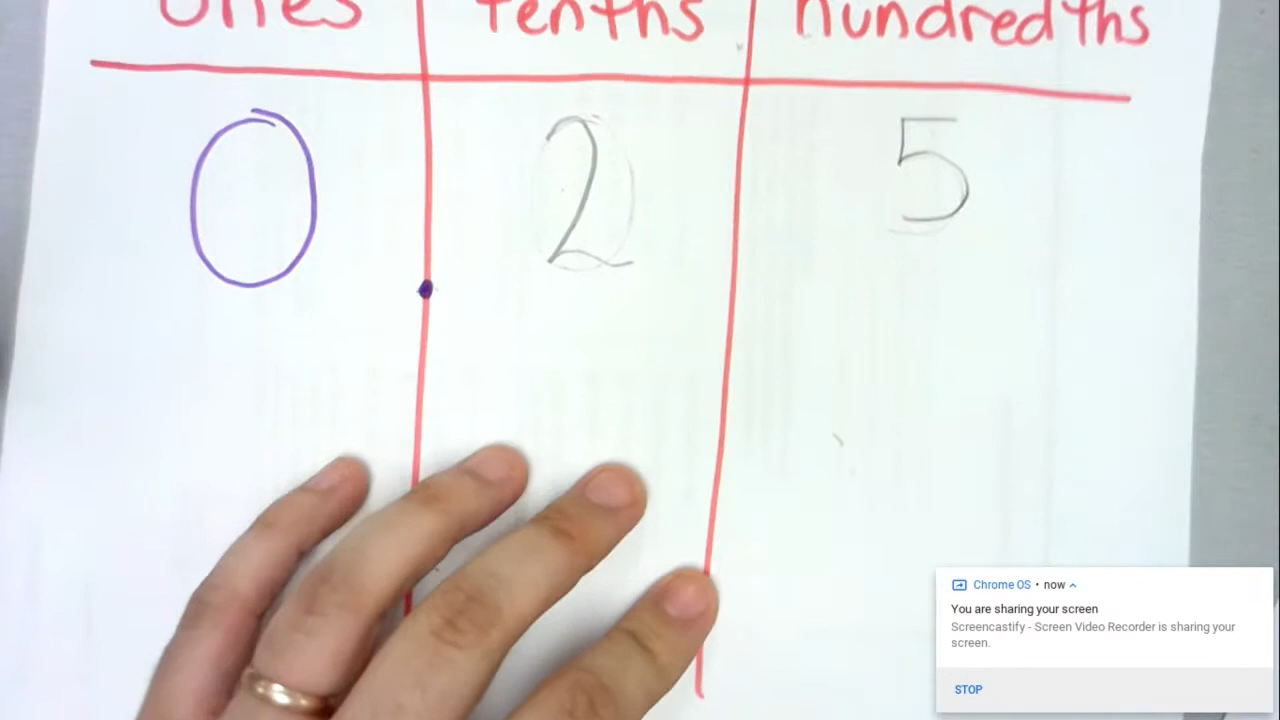 ones tenths hundredths
0 . 2 5
Chrome OS • now
You are sharing your screen
Screencastify - Screen Video Recorder is sharing your
screen.
STOP